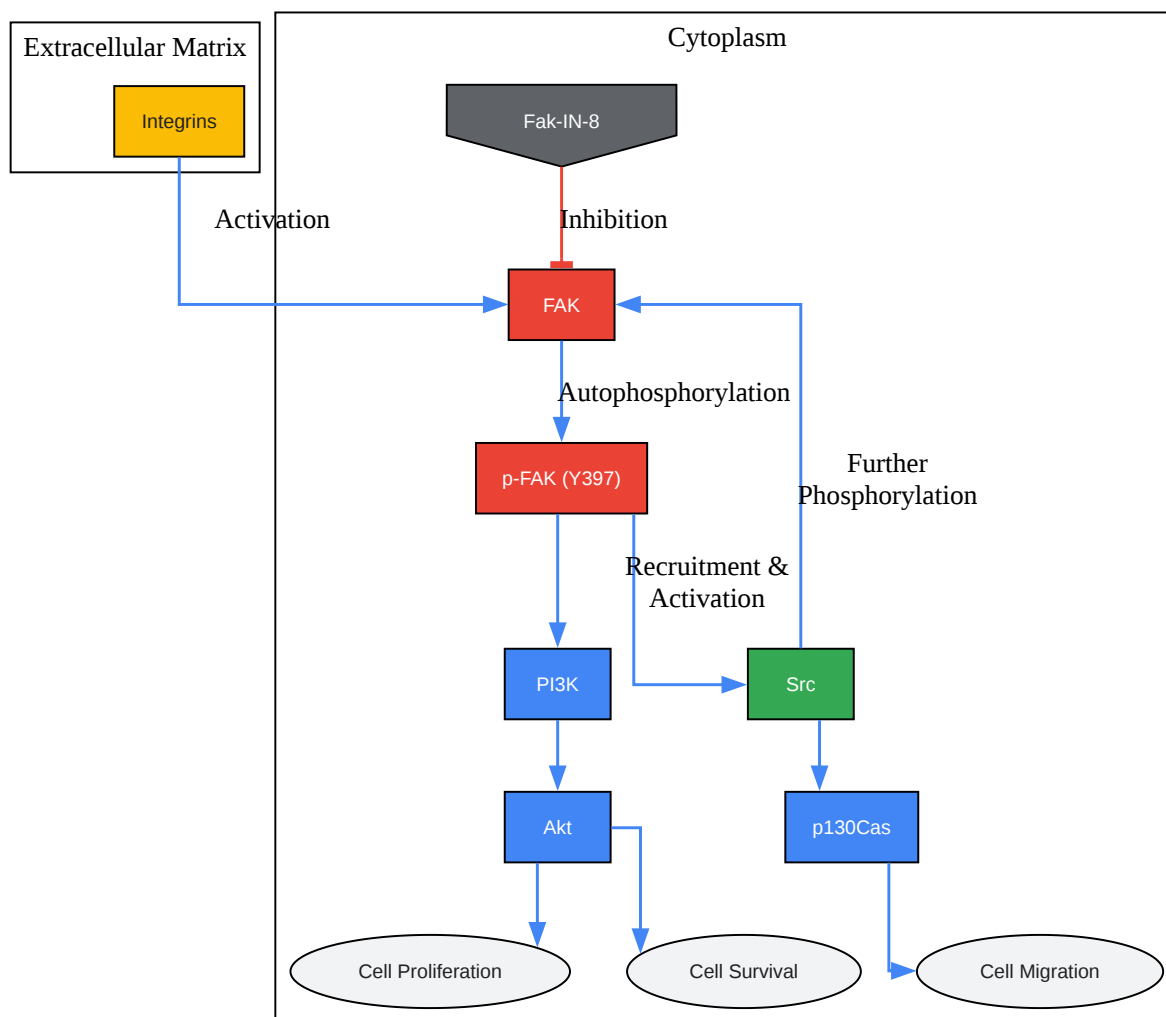 Extracellular Matrix
Cytoplasm
Integrins
Fak-IN-8
Activation
Inhibition
FAK
Autophosphorylation
Further
Phosphorylation
p-FAK (Y397)
Recruitment &
Activation
PI3K
Src
Akt
p130Cas
Cell Proliferation
Cell Survival
Cell Migration